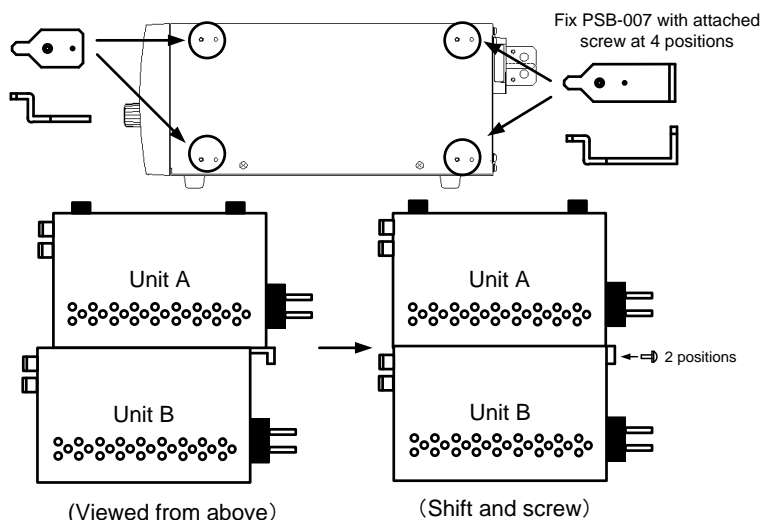 Fix PSB-007 with attached
screw at 4 positions
Unit A
Unit B
(Viewed from above)
Unit A
2 positions
Unit B
(Shift and screw)